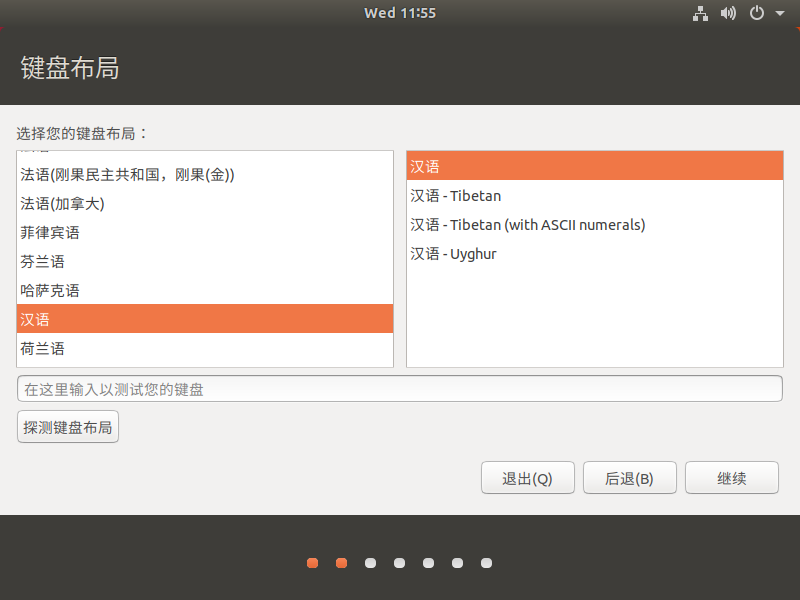 Wed 11:55
键盘布局
选择您的键盘布局：
法语(刚果民主共和国，刚果(金))
法语(加拿大)
菲律宾语
芬兰语
哈萨克语
汉语
荷兰语
汉语
汉语 - Tibetan
汉语 - Tibetan (with ASCII numerals)
汉语 - Uyghur
在这里输入以测试您的键盘
探测键盘布局
退出(Q)
后退(B)
继续